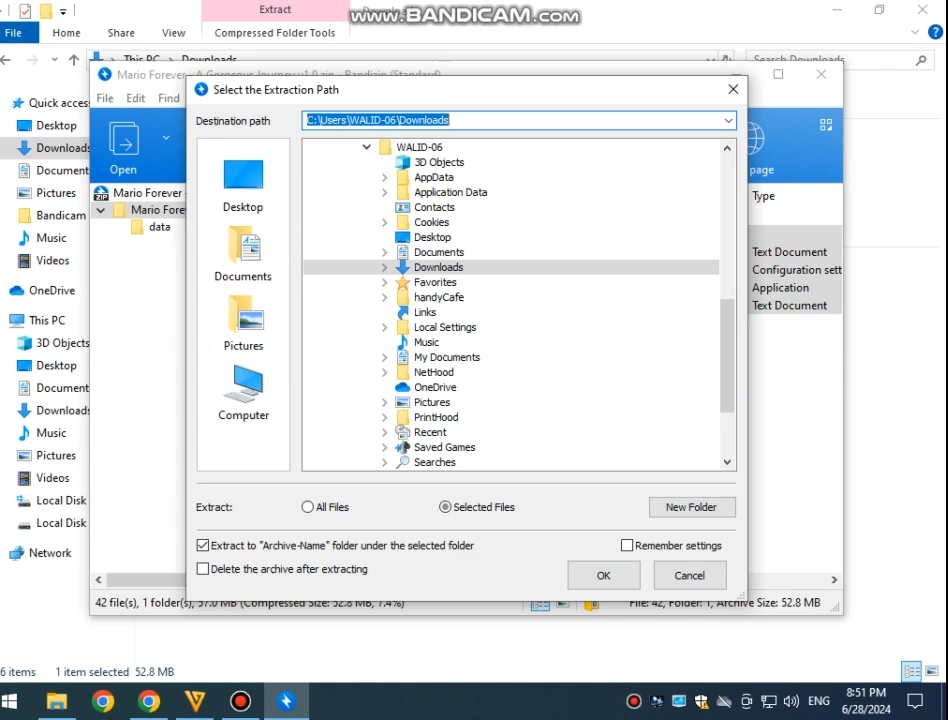 Extract
www.BANDICAM.com
File Home Share View Compressed Folder Tools
This PC Downloads Search Downloads
Mario Forever - A Gorgeous Journey v1.0.zip - Bandizip (Standard)
File Edit Find
Select the Extraction Path
Destination path C:\Users\WALID-06\Downloads
Open
page
Quick access
Desktop
Downloads
Document
Pictures
Bandicam
Music
Videos
OneDrive
This PC
3D Objects
Desktop
Document
Downloads
Music
Pictures
Videos
Local Disk
Local Disk
Network
Mario Forever -
Mario Fore
data
Desktop
Documents
Pictures
Computer
WALID-06
3D Objects
AppData
Application Data
Contacts
Cookies
Desktop
Documents
Downloads
Favorites
handyCafe
Links
Local Settings
Music
My Documents
NetHood
OneDrive
Pictures
PrintHood
Recent
Saved Games
Searches
Type
Text Document
Configuration sett
Application
Text Document
Extract: All Files Selected Files New Folder
Extract to "Archive-Name" folder under the selected folder Remember settings
Delete the archive after extracting
OK Cancel
42 file(s), 1 folder(s), 57.0 MB (Compressed Size: 52.8 MB, 7.4%) File: 42, Folder: 1, Archive Size: 52.8 MB
6 items 1 item selected 52.8 MB
ENG
8:51 PM
6/28/2024